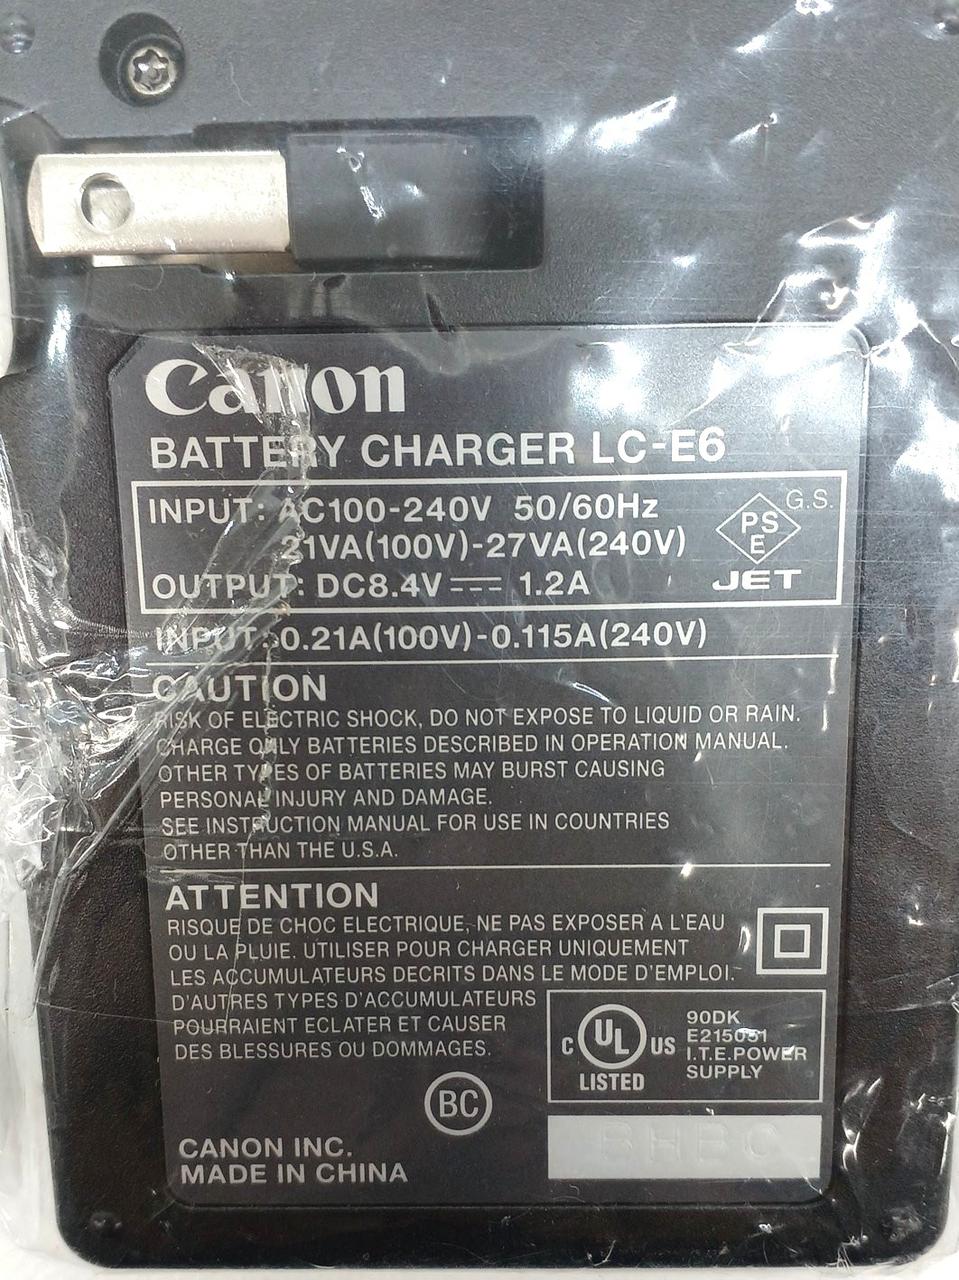 Canon
BATTERY CHARGER LC-E6
INPUT: AC100-240V 50/60Hz
21VA(100V)-27VA(240V)
OUTPUT: DC8.4V ⎓ 1.2A
G.S.
PS
E
JET
INPUT: 0.21A(100V)-0.115A(240V)
CAUTION
RISK OF ELECTRIC SHOCK, DO NOT EXPOSE TO LIQUID OR RAIN.
CHARGE ONLY BATTERIES DESCRIBED IN OPERATION MANUAL.
OTHER TYPES OF BATTERIES MAY BURST CAUSING
PERSONAL INJURY AND DAMAGE.
SEE INSTRUCTION MANUAL FOR USE IN COUNTRIES
OTHER THAN THE U.S.A.
ATTENTION
RISQUE DE CHOC ELECTRIQUE, NE PAS EXPOSER A L'EAU
OU LA PLUIE. UTILISER POUR CHARGER UNIQUEMENT
LES ACCUMULATEURS DECRITS DANS LE MODE D'EMPLOI.
D'AUTRES TYPES D'ACCUMULATEURS
POURRAIENT ECLATER ET CAUSER
DES BLESSURES OU DOMMAGES.
C UL US
LISTED
90DK
E215051
I.T.E.POWER
SUPPLY
BC
BHBC
CANON INC.
MADE IN CHINA